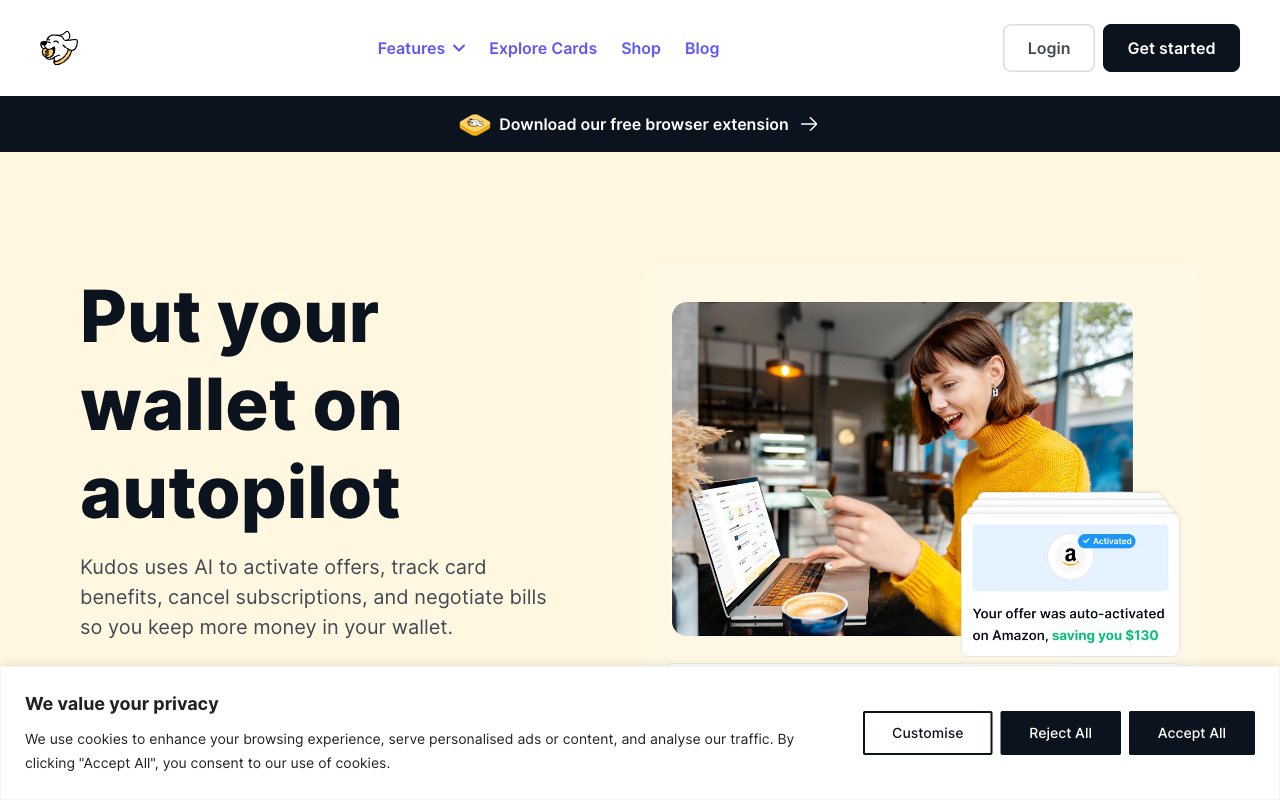 Features
Explore Cards
Shop
Blog
Login
Get started
Download our free browser extension
Put your
wallet on
autopilot
Kudos uses AI to activate offers, track card
benefits, cancel subscriptions, and negotiate bills
so you keep more money in your wallet.
Activated
Your offer was auto-activated
on Amazon, saving you $130
We value your privacy
We use cookies to enhance your browsing experience, serve personalised ads or content, and analyse our traffic. By
clicking "Accept All", you consent to our use of cookies.
Customise
Reject All
Accept All